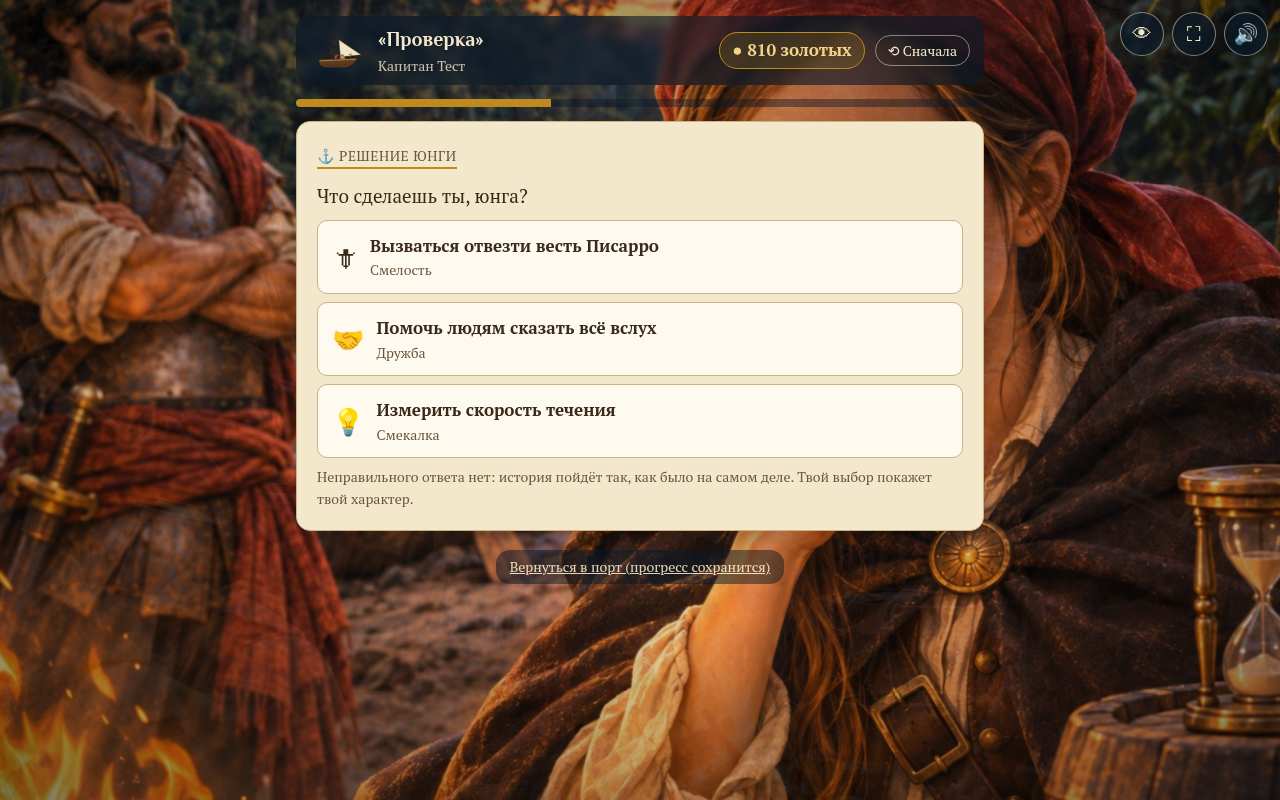 «Проверка»
Капитан Тест
● 810 золотых
⟲ Сначала
⚓ РЕШЕНИЕ ЮНГИ
Что сделаешь ты, юнга?
Вызваться отвезти весть Писарро
Смелость
Помочь людям сказать всё вслух
Дружба
Измерить скорость течения
Смекалка
Неправильного ответа нет: история пойдёт так, как было на самом деле. Твой выбор покажет
твой характер.
Вернуться в порт (прогресс сохранится)